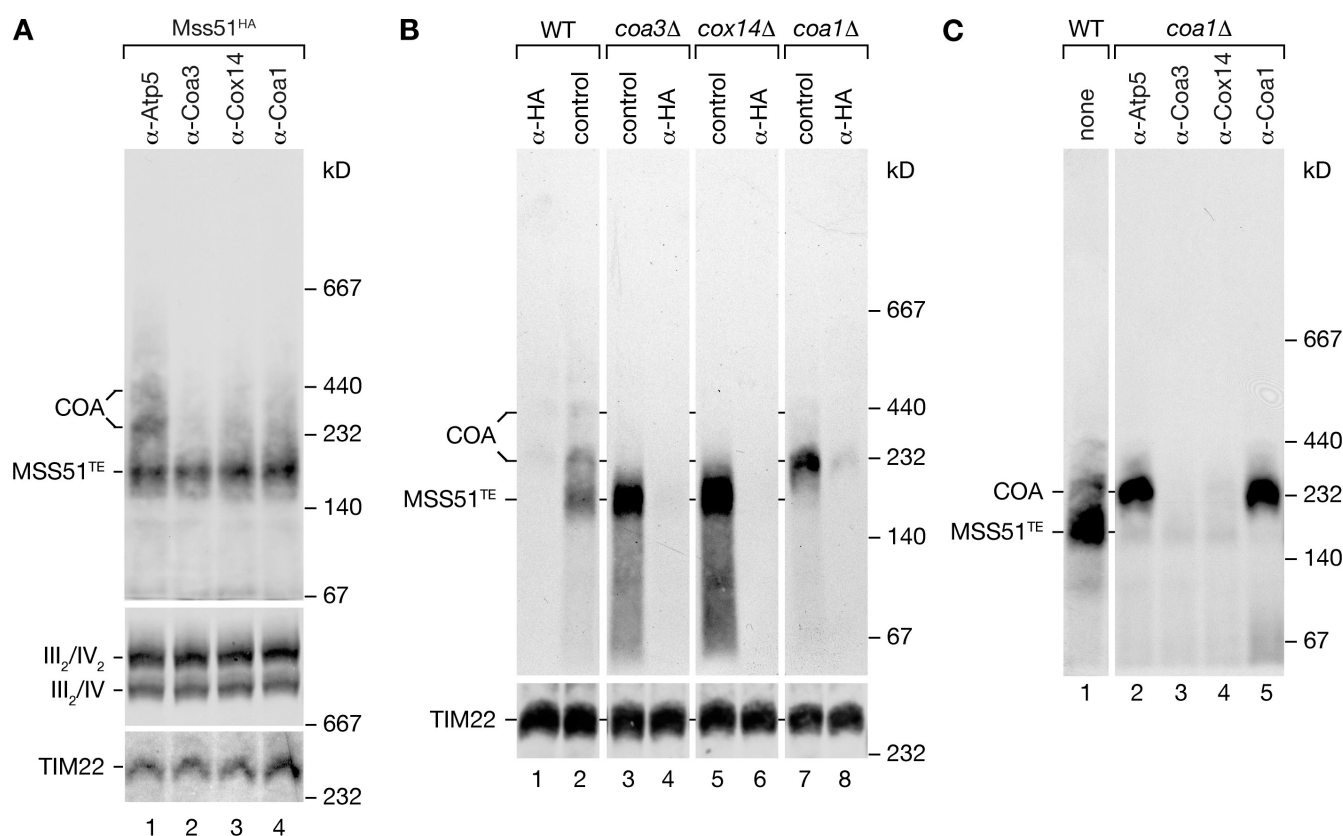 A
Mss51ᴴᴬ
α-Atp5
α-Coa3
α-Cox14
α-Coa1
kD
667
440
COA
232
MSS51ᵀᴱ
140
67
III₂/IV₂
III₂/IV
667
TIM22
232
1 2 3 4
B
WT coa3Δ cox14Δ coa1Δ
α-HA
control
control
α-HA
control
α-HA
control
α-HA
kD
667
440
COA
232
MSS51ᵀᴱ
140
67
TIM22
232
1 2 3 4 5 6 7 8
C
WT coa1Δ
none
α-Atp5
α-Coa3
α-Cox14
α-Coa1
kD
667
440
COA
232
MSS51ᵀᴱ
140
67
1 2 3 4 5